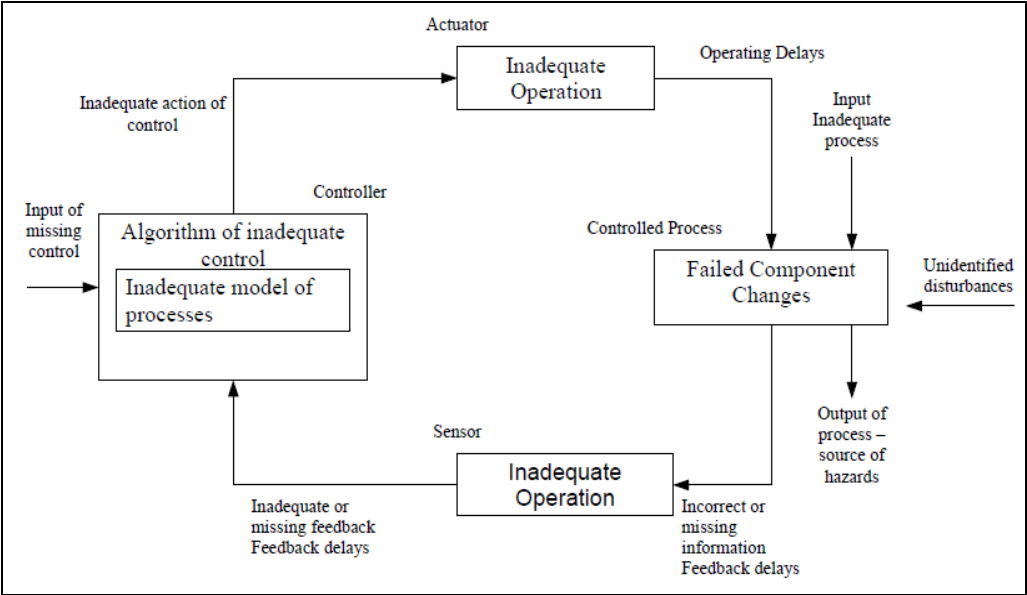 Actuator
Inadequate
Operation
Operating Delays
Inadequate action of
control
Input
Inadequate
process
Controller
Input of
missing
control
Algorithm of inadequate
control
Inadequate model of
processes
Controlled Process
Failed Component
Changes
Unidentified
disturbances
Output of
process –
source of
hazards
Sensor
Inadequate
Operation
Inadequate or
missing feedback
Feedback delays
Incorrect or
missing
information
Feedback delays